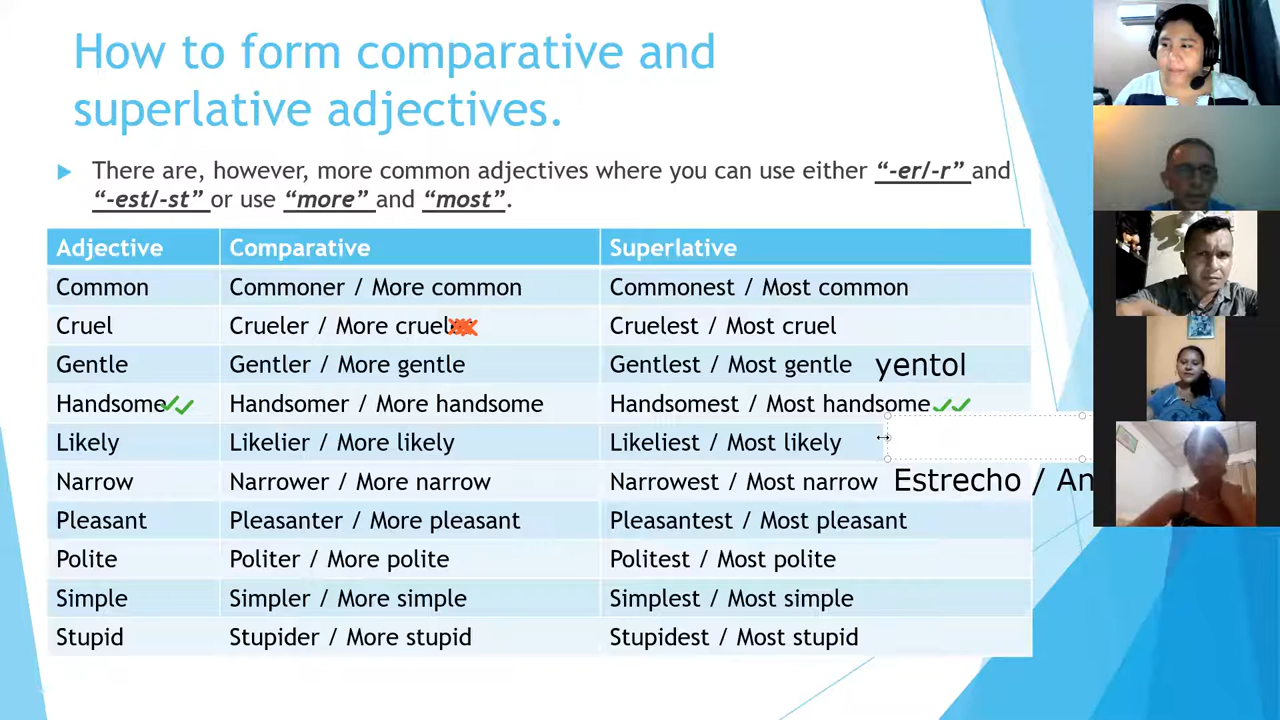 How to form comparative and
superlative adjectives.
There are, however, more common adjectives where you can use either “-er/-r” and
“-est/-st” or use “more” and “most”.
Adjective Comparative Superlative
Common Commoner / More common Commonest / Most common
Cruel Crueler / More cruel Cruelest / Most cruel
Gentle Gentler / More gentle Gentlest / Most gentle yentol
Handsome Handsomer / More handsome Handsomest / Most handsome
Likely Likelier / More likely Likeliest / Most likely
Narrow Narrower / More narrow Narrowest / Most narrow Estrecho / An
Pleasant Pleasanter / More pleasant Pleasantest / Most pleasant
Polite Politer / More polite Politest / Most polite
Simple Simpler / More simple Simplest / Most simple
Stupid Stupider / More stupid Stupidest / Most stupid